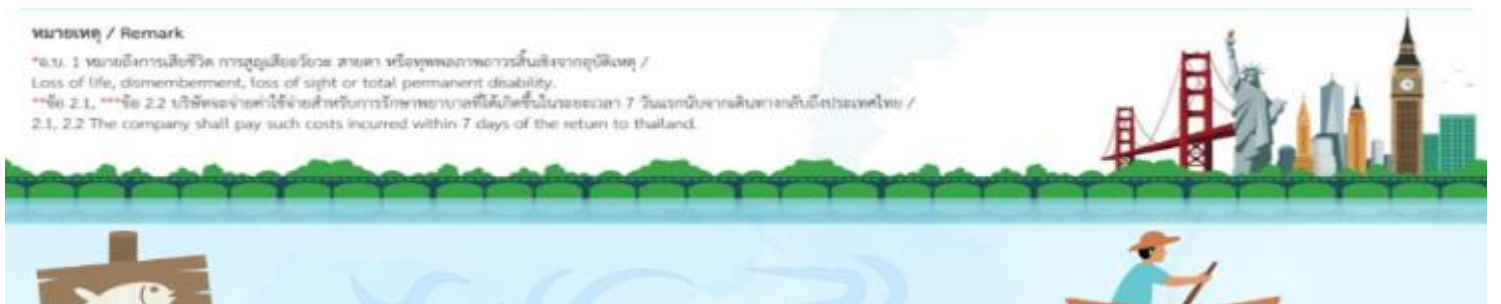 หมายเหตุ / Remark
*อ.บ. 1 หมายถึงการเสียชีวิต การสูญเสียอวัยวะ สายตา หรือทุพพลภาพถาวรสิ้นเชิงจากอุบัติเหตุ /
Loss of life, dismemberment, loss of sight or total permanent disability.
**ข้อ 2.1, ***ข้อ 2.2 บริษัทจะจ่ายค่าใช้จ่ายสำหรับการรักษาพยาบาลที่ได้เกิดขึ้นในระยะเวลา 7 วันแรกนับจากเดินทางกลับถึงประเทศไทย /
2.1, 2.2 The company shall pay such costs incurred within 7 days of the return to thailand.